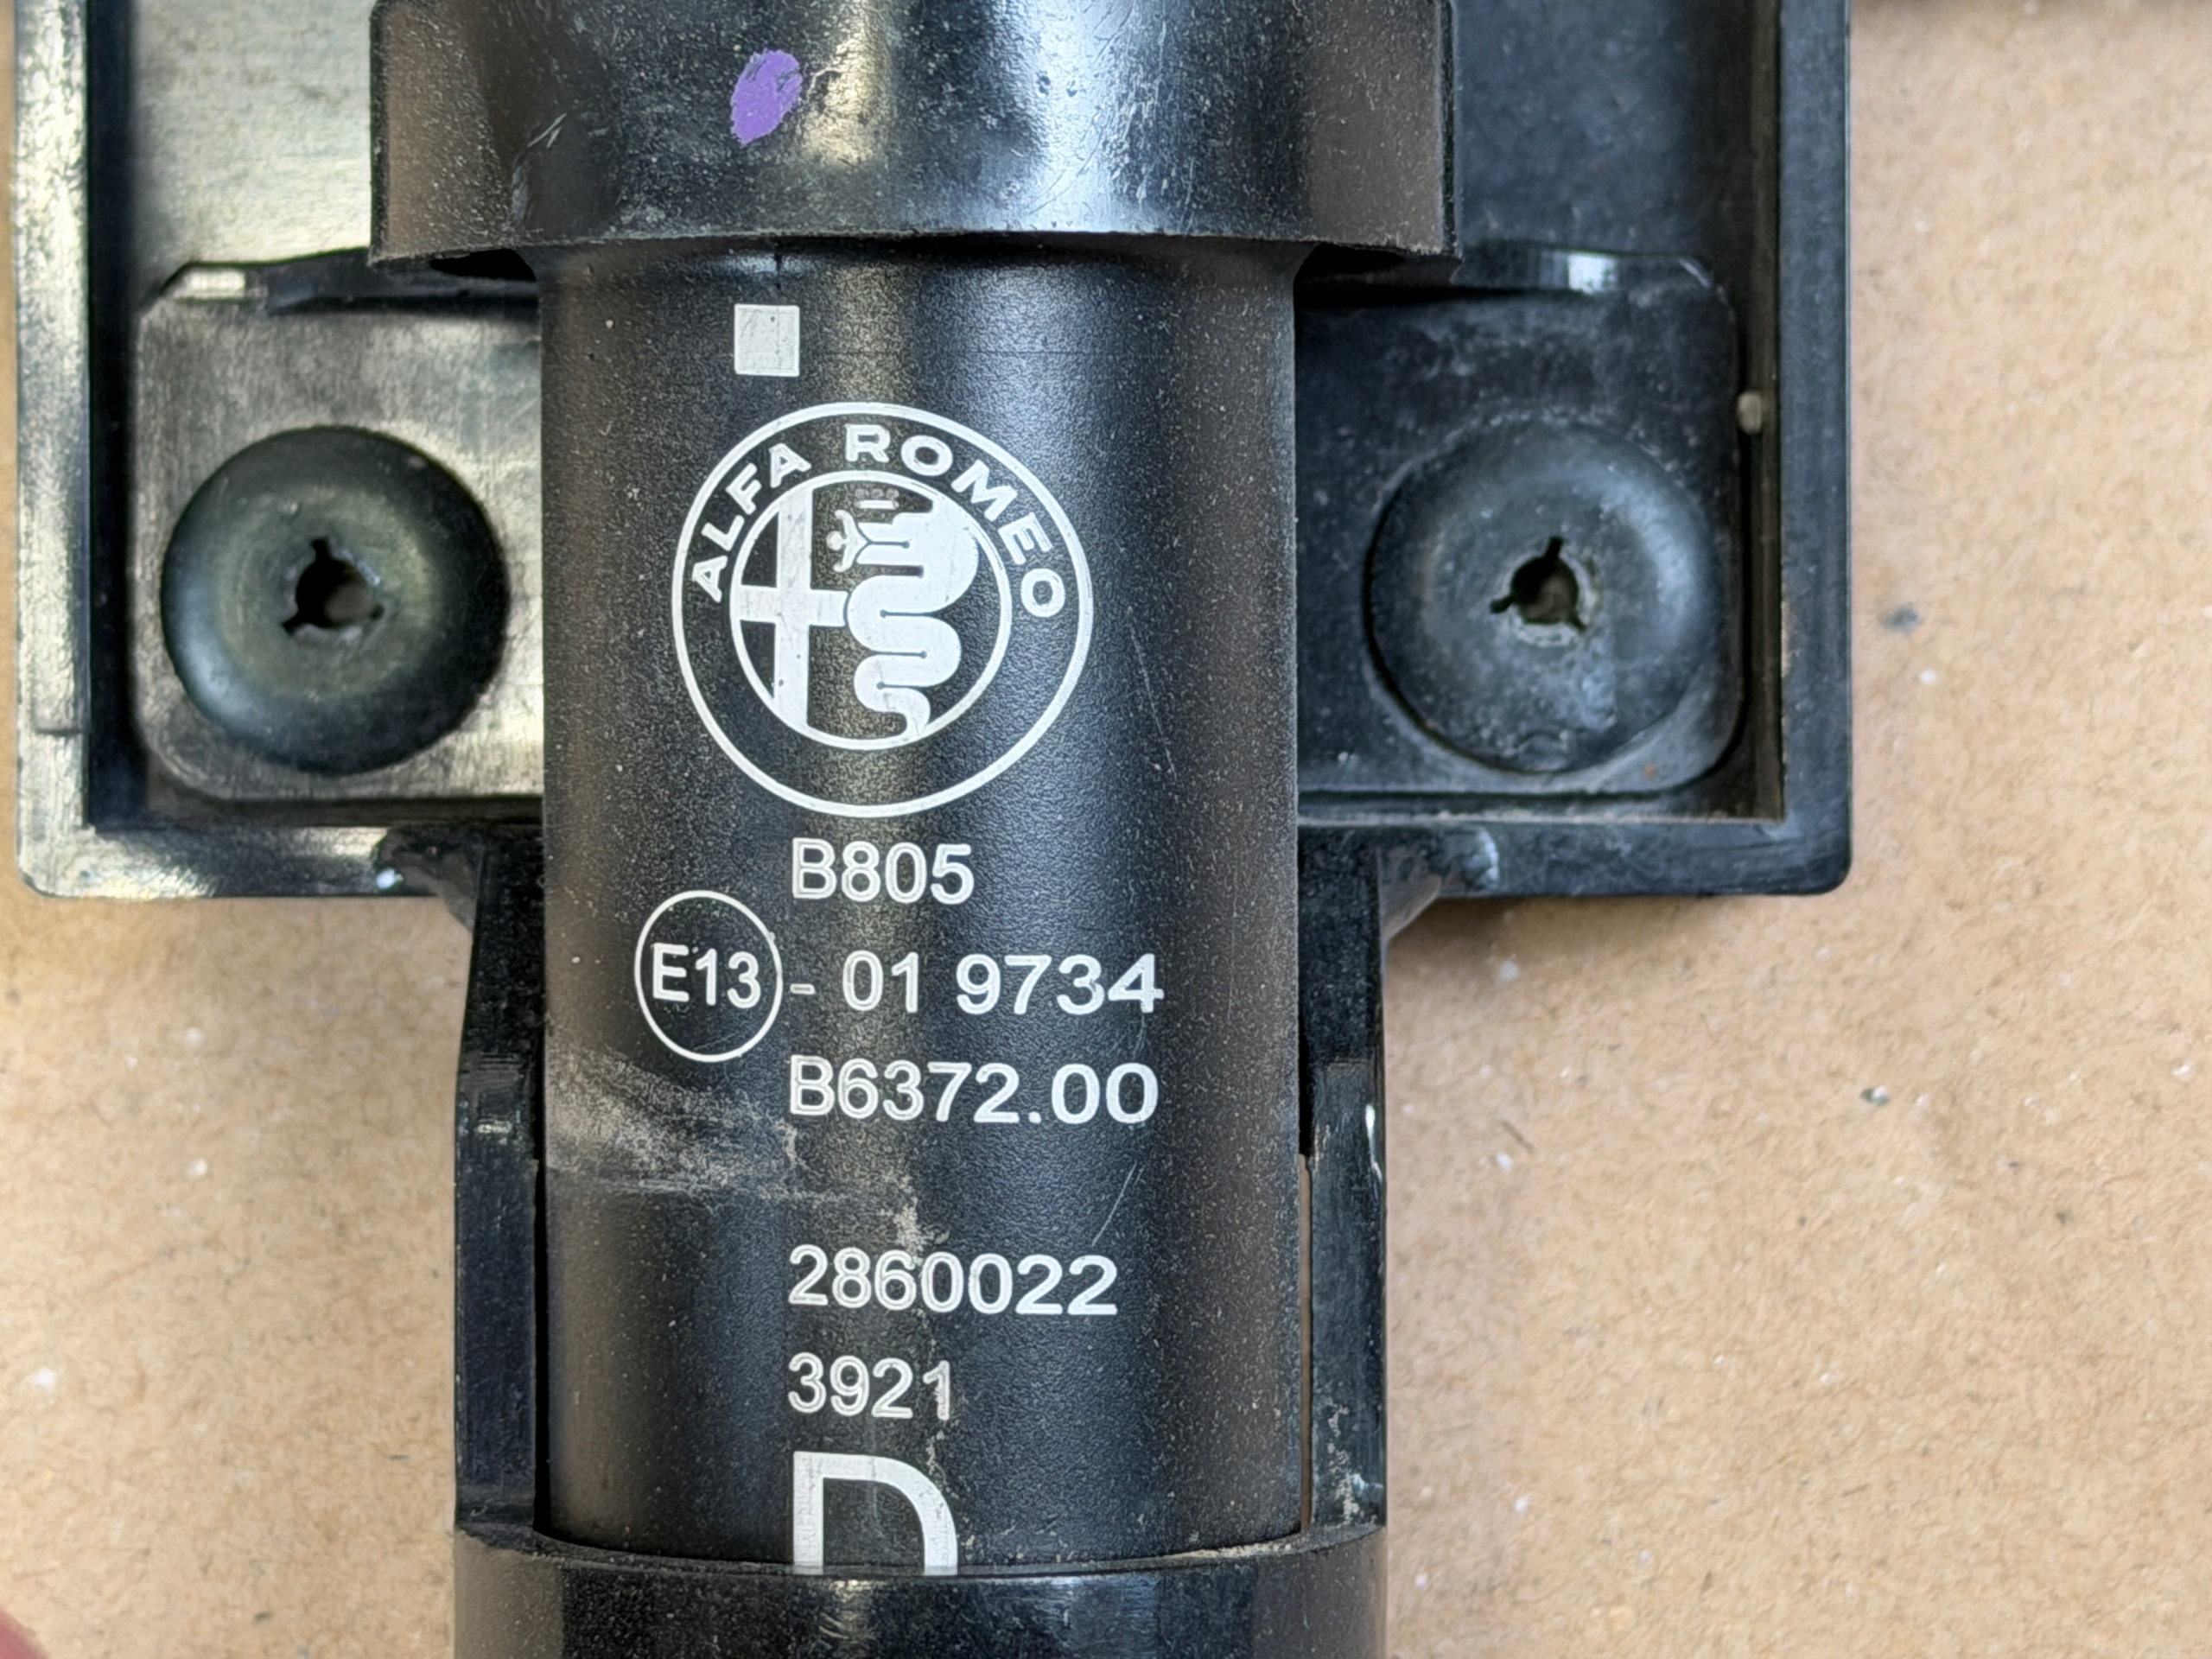 ALFA ROMEO
B805
E13 - 01 9734
B6372.00
2860022
3921
D